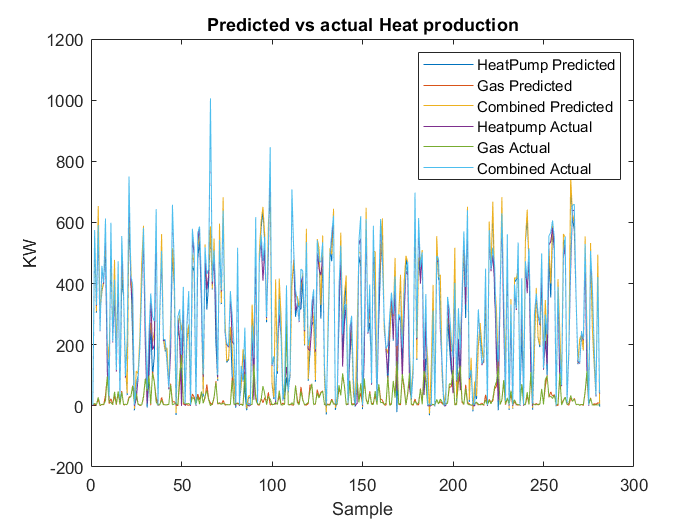 Predicted vs actual Heat production
1200
1000
800
600
400
200
0
-200
KW
HeatPump Predicted
Gas Predicted
Combined Predicted
Heatpump Actual
Gas Actual
Combined Actual
0 50 100 150 200 250 300
Sample